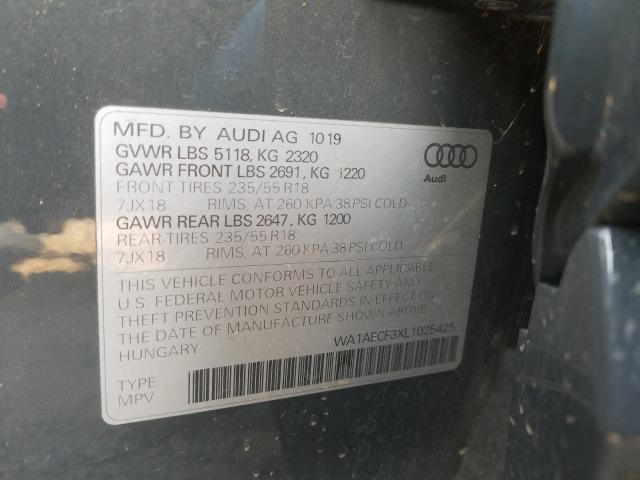 MFD. BY AUDI AG 10 19
GVWR LBS 5118, KG 2320
GAWR FRONT LBS 2691, KG 1220
FRONT-TIRES 235/55 R18
7JX18 RIMS, AT 260 KPA 38 PSI COLD
GAWR REAR LBS 2647, KG 1200
REAR-TIRES 235/55 R18
7JX18 RIMS, AT 260 KPA 38 PSI COLD
Audi
THIS VEHICLE CONFORMS TO ALL APPLICABLE
U.S. FEDERAL MOTOR VEHICLE SAFETY AND
THEFT PREVENTION STANDARDS IN EFFECT ON
THE DATE OF MANUFACTURE SHOWN ABOVE.
HUNGARY
WA1AECF3XL1025425
TYPE
MPV